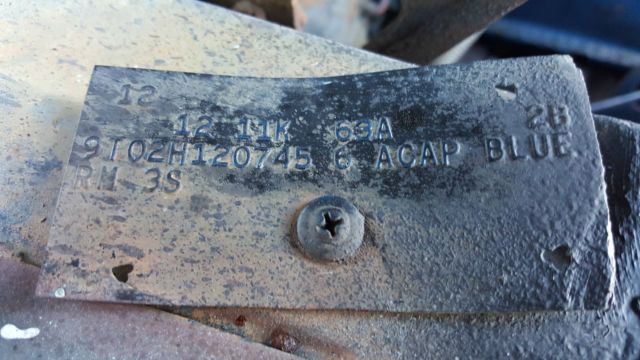 12
12 11K 63A 2B
9T02H120745 6 ACAP BLUE
RM 3S